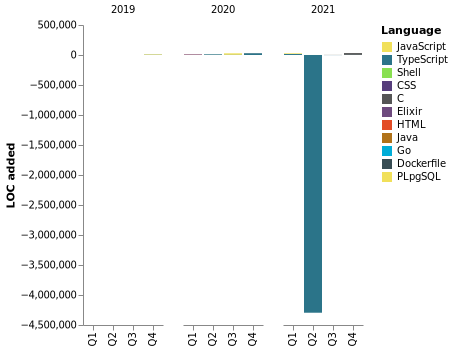 2019 2020 2021
500,000
0
−500,000
−1,000,000
−1,500,000
−2,000,000
−2,500,000
−3,000,000
−3,500,000
−4,000,000
−4,500,000
LOC added
Q1 Q2 Q3 Q4 Q1 Q2 Q3 Q4 Q1 Q2 Q3 Q4
Language
JavaScript
TypeScript
Shell
CSS
C
Elixir
HTML
Java
Go
Dockerfile
PLpgSQL